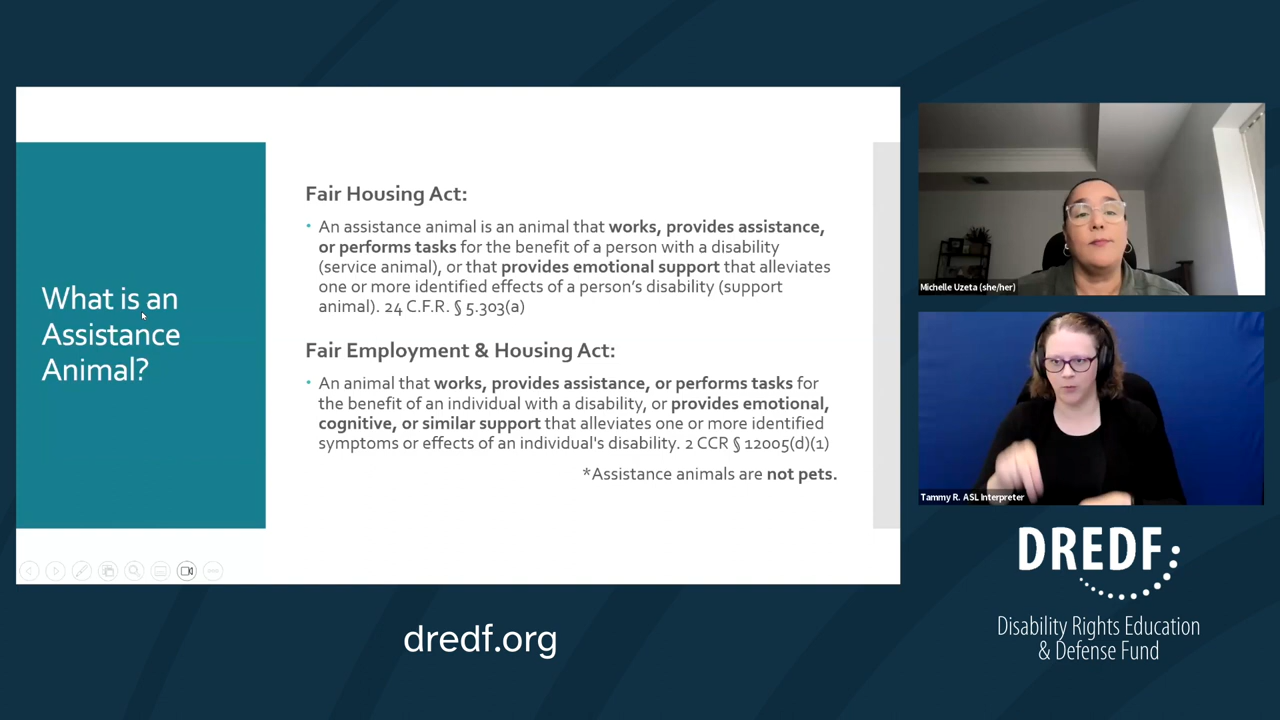 What is an
Assistance
Animal?
Fair Housing Act:
• An assistance animal is an animal that works, provides assistance,
or performs tasks for the benefit of a person with a disability
(service animal), or that provides emotional support that alleviates
one or more identified effects of a person’s disability (support
animal). 24 C.F.R. § 5.303(a)
Fair Employment & Housing Act:
• An animal that works, provides assistance, or performs tasks for
the benefit of an individual with a disability, or provides emotional,
cognitive, or similar support that alleviates one or more identified
symptoms or effects of an individual's disability. 2 CCR § 12005(d)(1)
*Assistance animals are not pets.
Michelle Uzeta (she/her)
Tammy R. ASL Interpreter
DREDF
Disability Rights Education
& Defense Fund
dredf.org